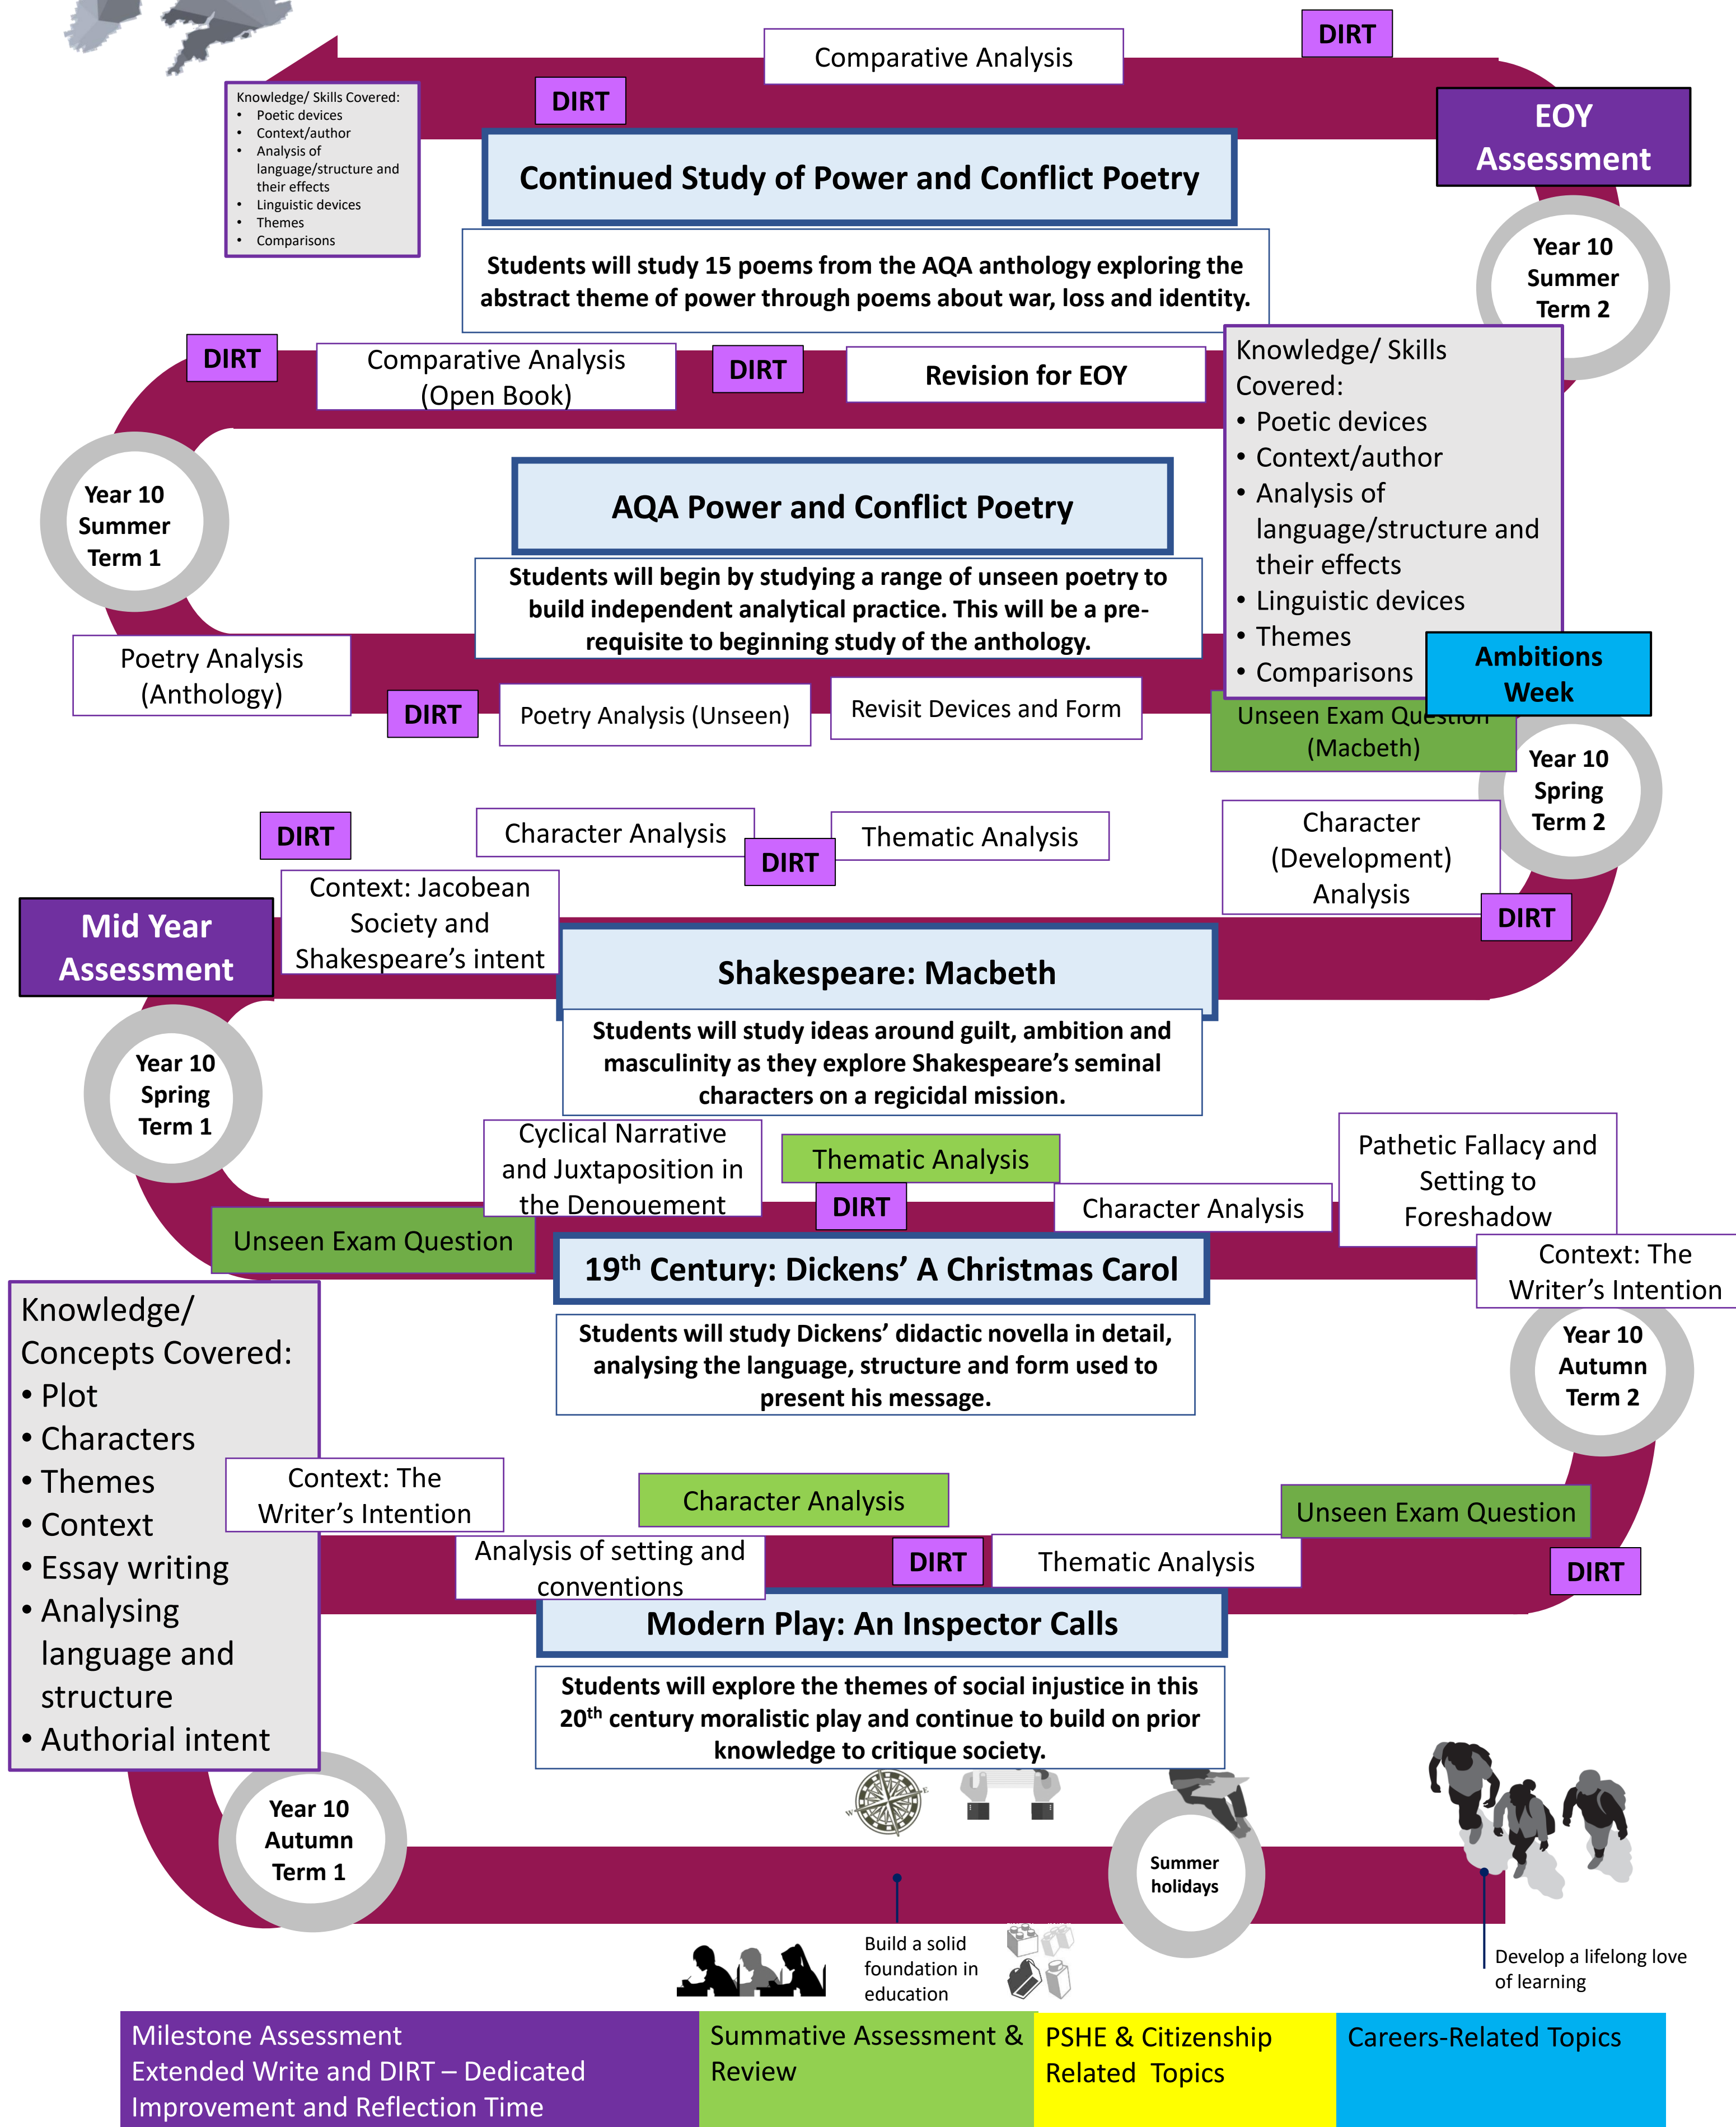 DIRT
Comparative Analysis
DIRT
EOY
Assessment
Knowledge/ Skills Covered:
• Poetic devices
• Context/author
• Analysis of
language/structure and
their effects
• Linguistic devices
• Themes
• Comparisons
Continued Study of Power and Conflict Poetry
Students will study 15 poems from the AQA anthology exploring the
abstract theme of power through poems about war, loss and identity.
Year 10
Summer
Term 2
DIRT
Comparative Analysis
(Open Book)
DIRT
Revision for EOY
Knowledge/ Skills
Covered:
• Poetic devices
• Context/author
• Analysis of
language/structure and
their effects
• Linguistic devices
• Themes
• Comparisons
Year 10
Summer
Term 1
AQA Power and Conflict Poetry
Students will begin by studying a range of unseen poetry to
build independent analytical practice. This will be a pre-
requisite to beginning study of the anthology.
Ambitions
Week
Poetry Analysis
(Anthology)
DIRT
Poetry Analysis (Unseen)
Revisit Devices and Form
Unseen Exam Question
(Macbeth)
Year 10
Spring
Term 2
DIRT
Character Analysis
DIRT
Thematic Analysis
Character
(Development)
Analysis
DIRT
Mid Year
Assessment
Context: Jacobean
Society and
Shakespeare’s intent
Shakespeare: Macbeth
Students will study ideas around guilt, ambition and
masculinity as they explore Shakespeare’s seminal
characters on a regicidal mission.
Year 10
Spring
Term 1
Cyclical Narrative
and Juxtaposition in
the Denouement
Thematic Analysis
DIRT
Character Analysis
Pathetic Fallacy and
Setting to
Foreshadow
Unseen Exam Question
Context: The
Writer’s Intention
19th Century: Dickens’ A Christmas Carol
Students will study Dickens’ didactic novella in detail,
analysing the language, structure and form used to
present his message.
Year 10
Autumn
Term 2
Knowledge/
Concepts Covered:
• Plot
• Characters
• Themes
• Context
• Essay writing
• Analysing
language and
structure
• Authorial intent
Context: The
Writer’s Intention
Character Analysis
Unseen Exam Question
Analysis of setting and
conventions
DIRT
Thematic Analysis
DIRT
Modern Play: An Inspector Calls
Students will explore the themes of social injustice in this
20th century moralistic play and continue to build on prior
knowledge to critique society.
Year 10
Autumn
Term 1
W
E
Summer
holidays
Build a solid
foundation in
education
Develop a lifelong love
of learning
Milestone Assessment
Extended Write and DIRT – Dedicated
Improvement and Reflection Time
Summative Assessment &
Review
PSHE & Citizenship
Related Topics
Careers-Related Topics